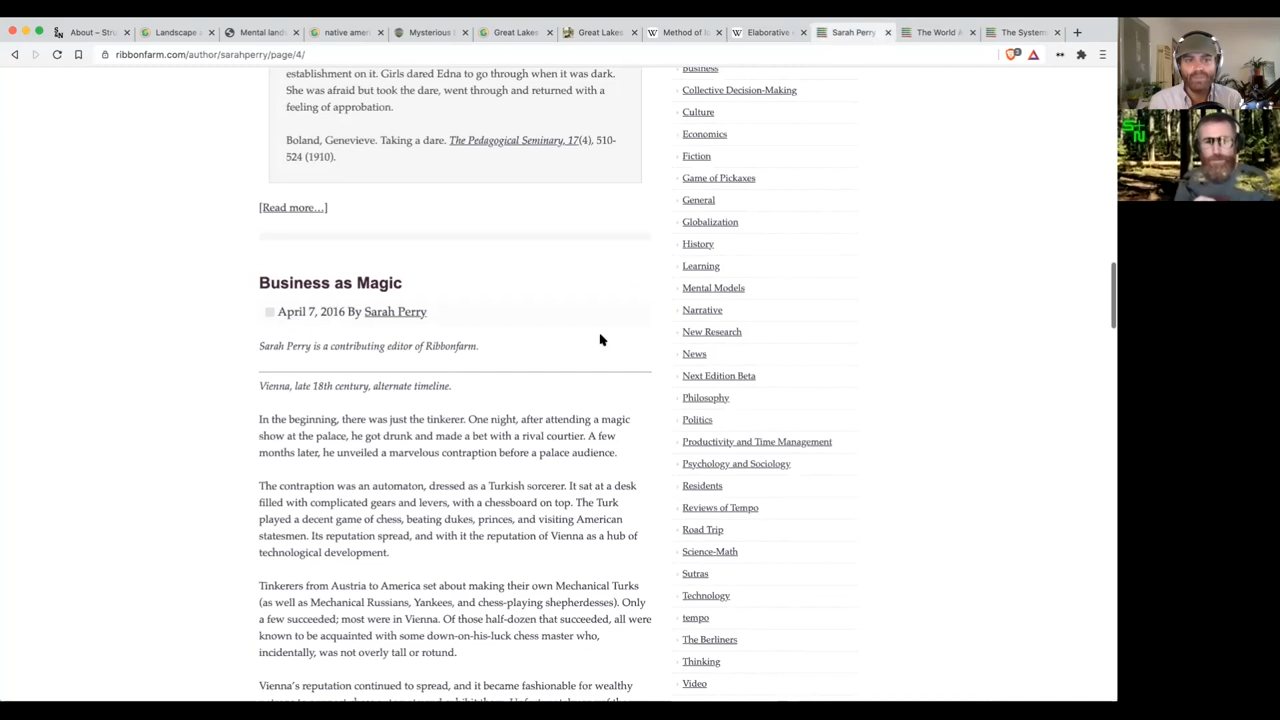 About – Stru
Landscape a
Mental landi
native ameri
Mysterious I
Great Lakes
Great Lakes
Method of lo
Elaborative e
Sarah Perry
The World A
The System
ribbonfarm.com/author/sarahperry/page/4/
establishment on it. Girls dared Edna to go through when it was dark.
She was afraid but took the dare, went through and returned with a
feeling of approbation.
Boland, Genevieve. Taking a dare. The Pedagogical Seminary, 17(4), 510-
524 (1910).
[Read more…]
Business as Magic
April 7, 2016 By Sarah Perry
Sarah Perry is a contributing editor of Ribbonfarm.
Vienna, late 18th century, alternate timeline.
In the beginning, there was just the tinkerer. One night, after attending a magic
show at the palace, he got drunk and made a bet with a rival courtier. A few
months later, he unveiled a marvelous contraption before a palace audience.
The contraption was an automaton, dressed as a Turkish sorcerer. It sat at a desk
filled with complicated gears and levers, with a chessboard on top. The Turk
played a decent game of chess, beating dukes, princes, and visiting American
statesmen. Its reputation spread, and with it the reputation of Vienna as a hub of
technological development.
Tinkerers from Austria to America set about making their own Mechanical Turks
(as well as Mechanical Russians, Yankees, and chess-playing shepherdesses). Only
a few succeeded; most were in Vienna. Of those half-dozen that succeeded, all were
known to be acquainted with some down-on-his-luck chess master who,
incidentally, was not overly tall or rotund.
Vienna's reputation continued to spread, and it became fashionable for wealthy
Business
Collective Decision-Making
Culture
Economics
Fiction
Game of Pickaxes
General
Globalization
History
Learning
Mental Models
Narrative
New Research
News
Next Edition Beta
Philosophy
Politics
Productivity and Time Management
Psychology and Sociology
Residents
Reviews of Tempo
Road Trip
Science-Math
Sutras
Technology
tempo
The Berliners
Thinking
Video